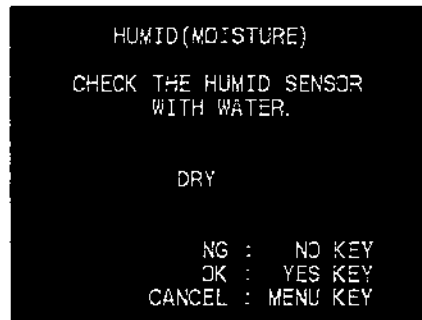 HUMID(MOISTURE)
CHECK THE HUMID SENSOR
WITH WATER.
DRY
NG : NO KEY
OK : YES KEY
CANCEL : MENU KEY